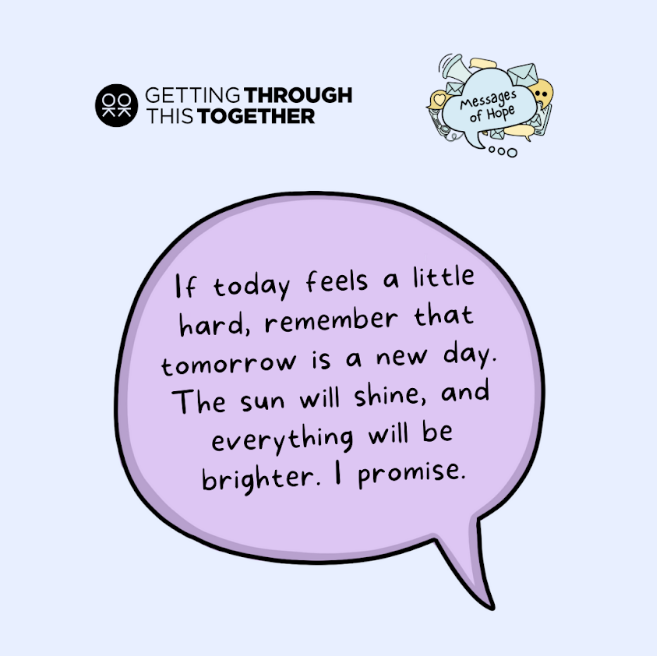 GETTING THROUGH
THIS TOGETHER
Messages
of Hope
If today feels a little
hard, remember that
tomorrow is a new day.
The sun will shine, and
everything will be
brighter. I promise.